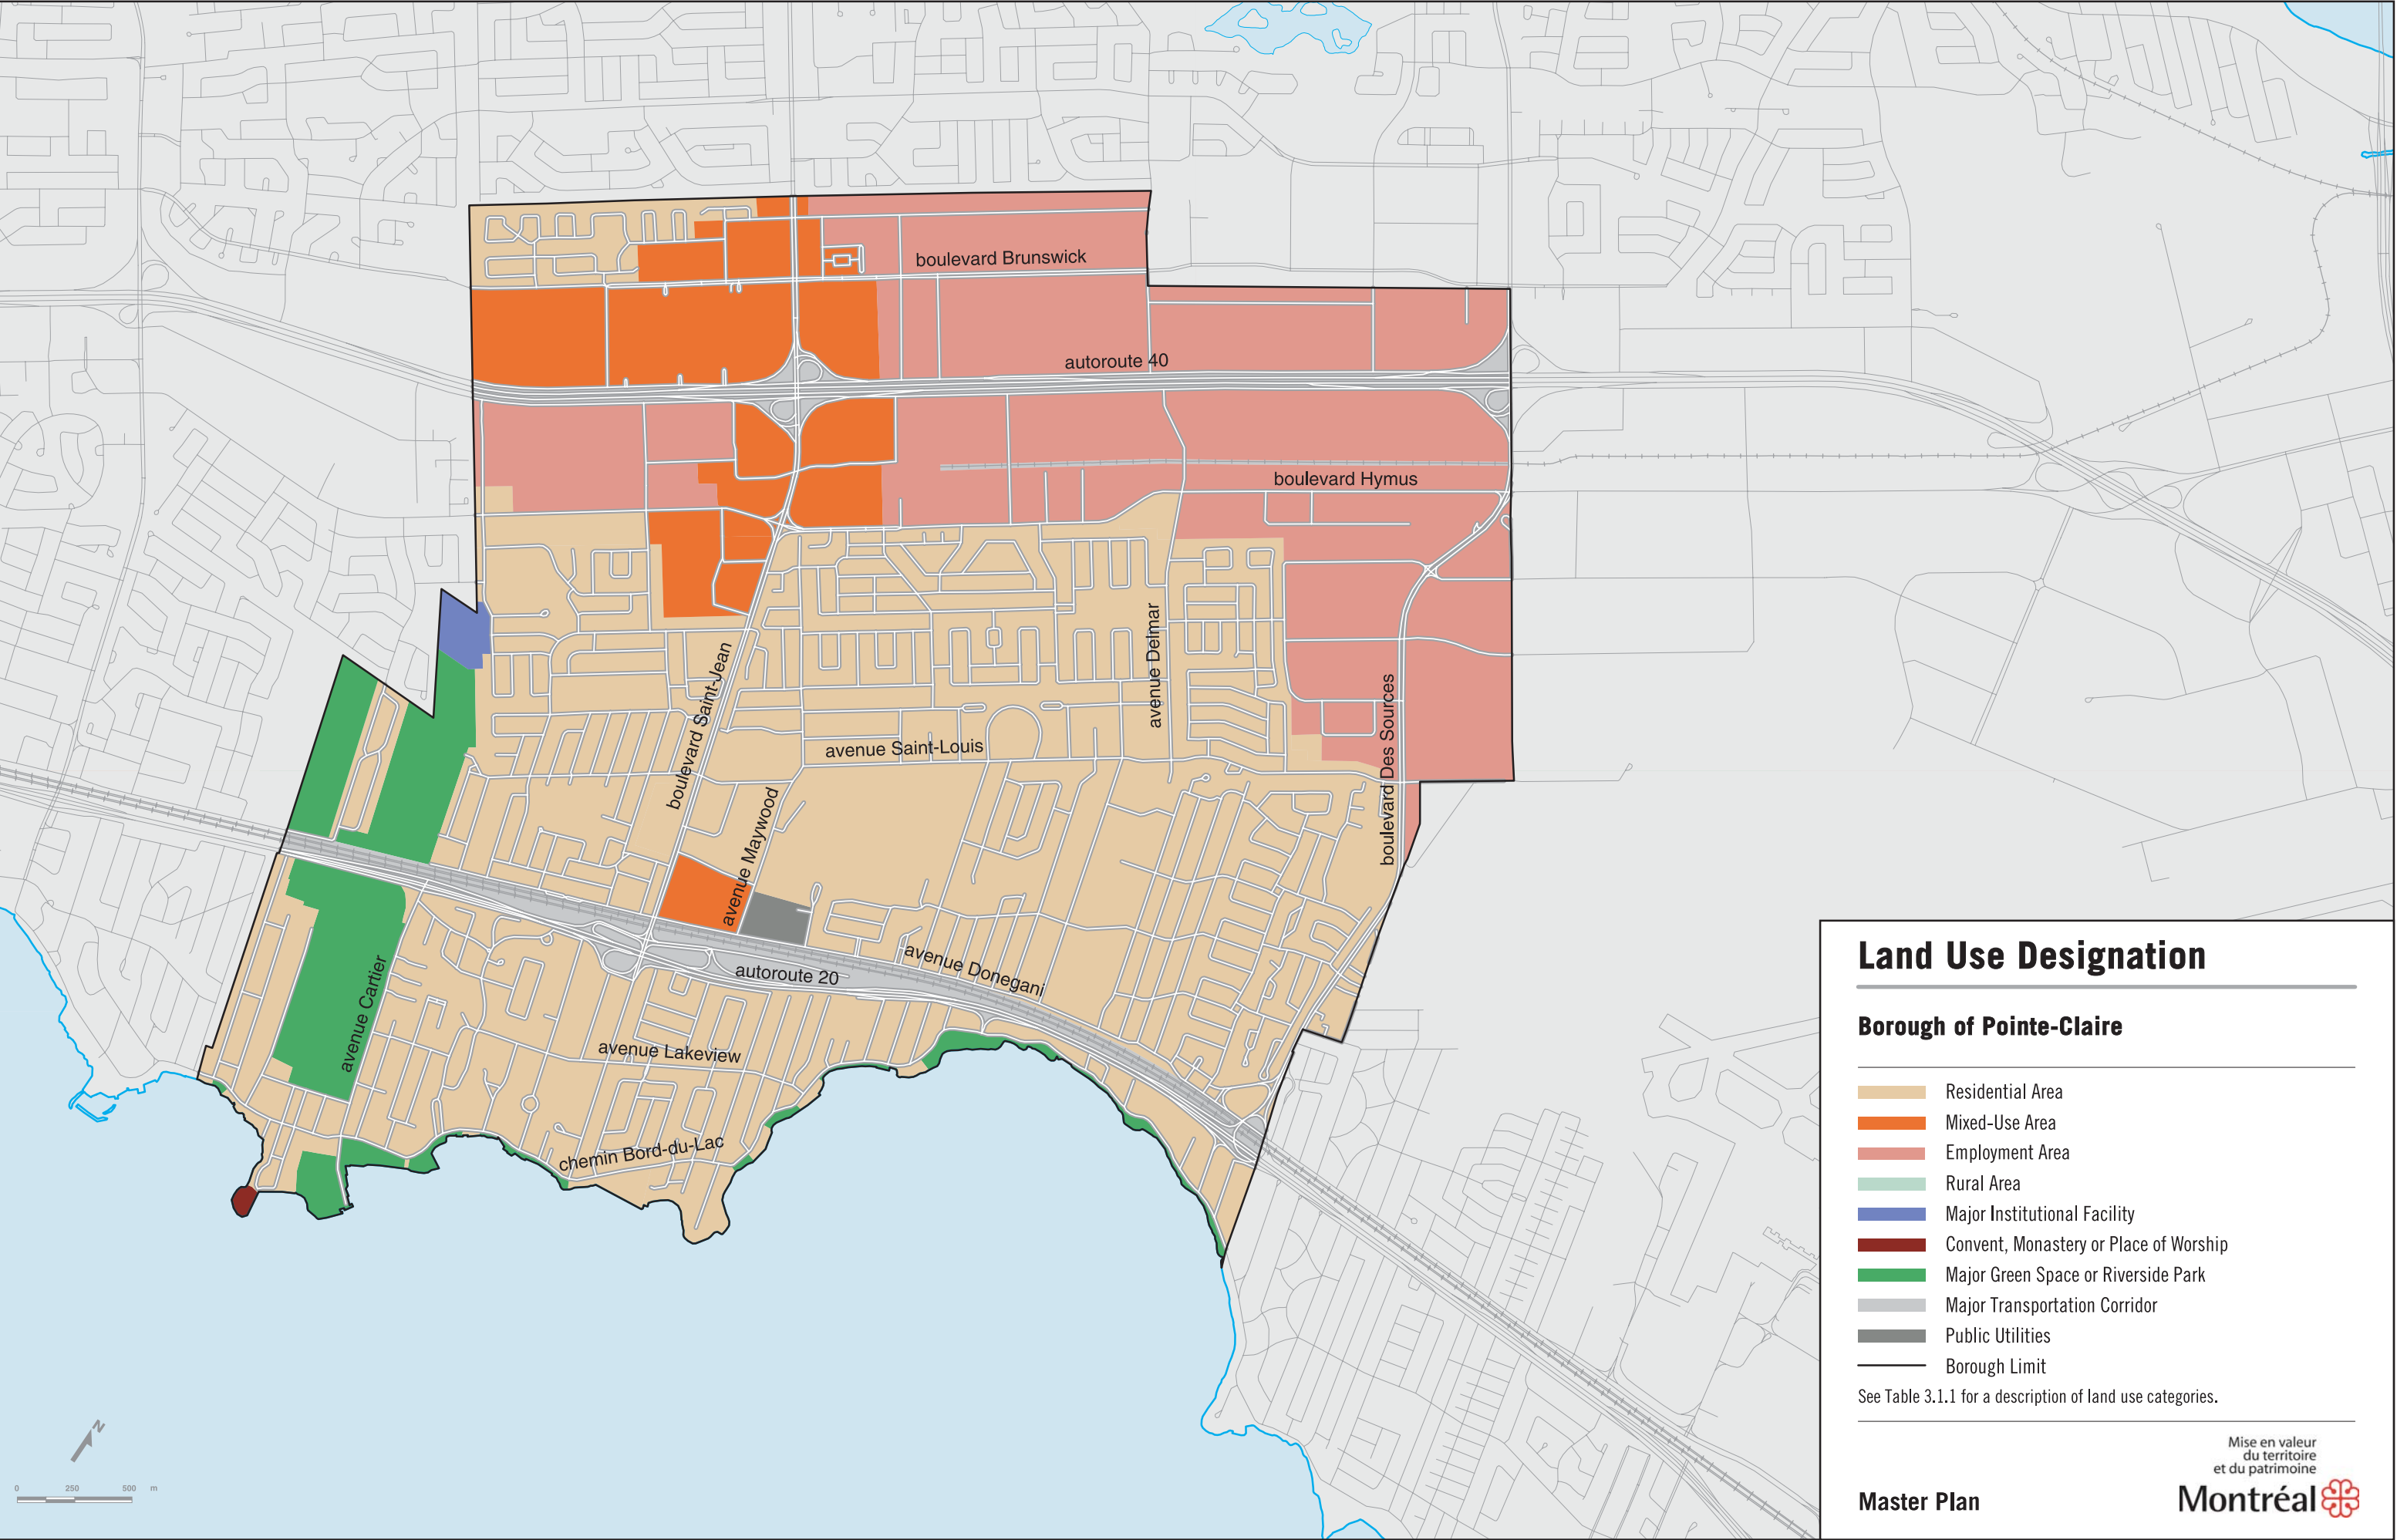 boulevard Brunswick
autoroute 40
boulevard Hymus
avenue Delmar
boulevard Saint-Jean
boulevard Des Sources
avenue Saint-Louis
avenue Maywood
avenue Donegani
autoroute 20
avenue Cartier
avenue Lakeview
chemin Bord-du-Lac
N
0 250 500 m
Land Use Designation
Borough of Pointe-Claire
Residential Area
Mixed-Use Area
Employment Area
Rural Area
Major Institutional Facility
Convent, Monastery or Place of Worship
Major Green Space or Riverside Park
Major Transportation Corridor
Public Utilities
Borough Limit
See Table 3.1.1 for a description of land use categories.
Mise en valeur
du territoire
et du patrimoine
Master Plan
Montréal